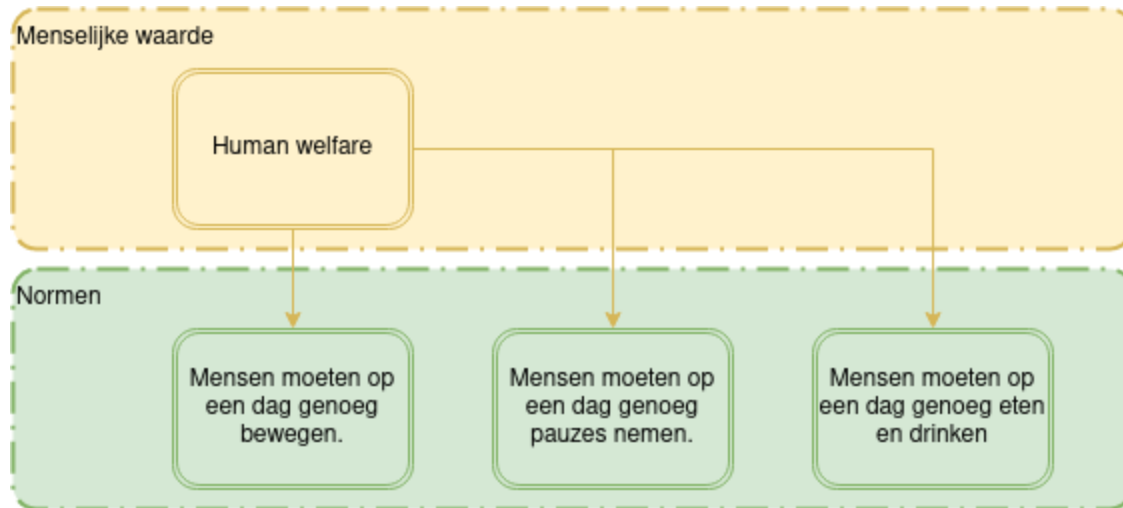 Menselijke waarde
Human welfare
Normen
Mensen moeten op
een dag genoeg
bewegen.
Mensen moeten op
een dag genoeg
pauzes nemen.
Mensen moeten op
een dag genoeg eten
en drinken